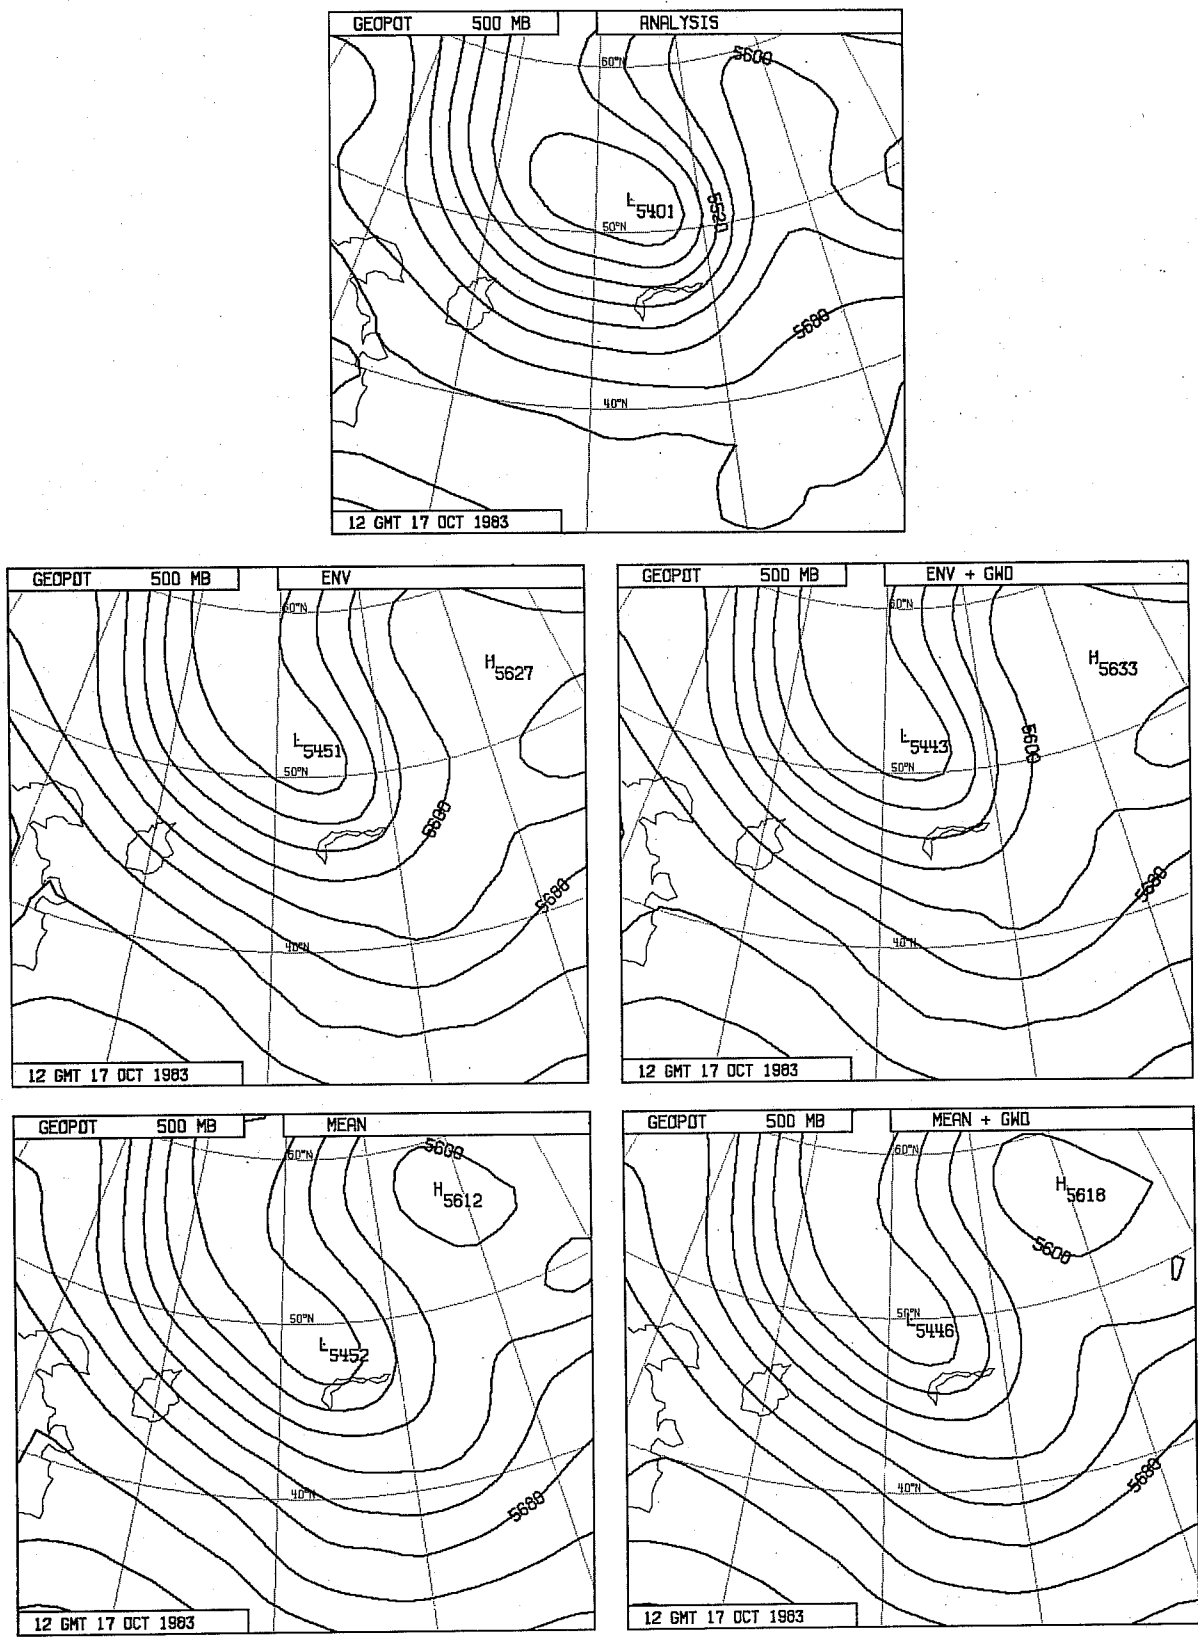 GEOPOT 500 MB ANALYSIS
60°N
5600
L 5401
5520
50°N
5680
40°N
12 GMT 17 OCT 1983
GEOPOT 500 MB ENV
60°N
H 5627
L 5451
50°N
5600
5680
40°N
12 GMT 17 OCT 1983
GEOPOT 500 MB ENV + GWD
60°N
H 5633
L 5443
5600
50°N
5680
40°N
12 GMT 17 OCT 1983
GEOPOT 500 MB MEAN
5600
60°N
H 5612
50°N
L 5452
40°N
5680
12 GMT 17 OCT 1983
GEOPOT 500 MB MEAN + GWD
60°N
H 5618
5600
50°N
L 5446
5680
40°N
12 GMT 17 OCT 1983